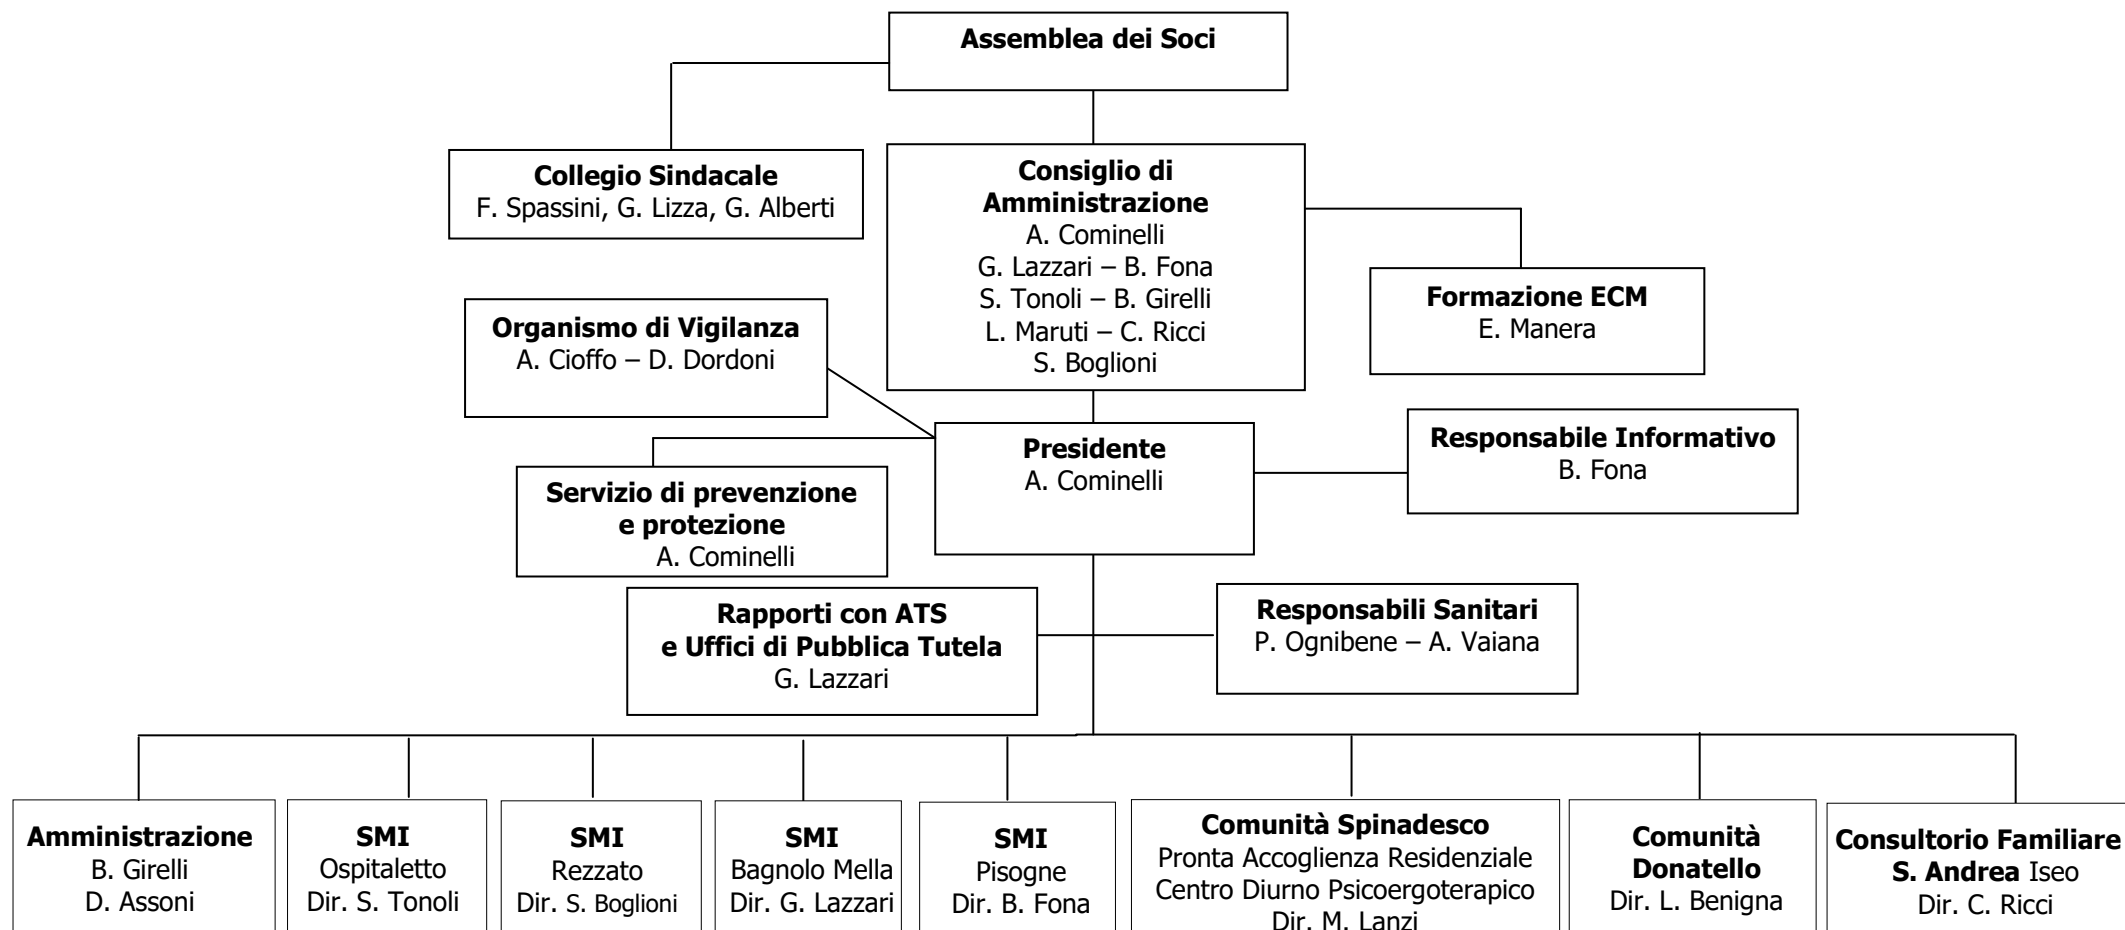 Assemblea dei Soci
Collegio Sindacale
F. Spassini, G. Lizza, G. Alberti
Consiglio di
Amministrazione
A. Cominelli
G. Lazzari – B. Fona
S. Tonoli – B. Girelli
L. Maruti – C. Ricci
S. Boglioni
Formazione ECM
E. Manera
Organismo di Vigilanza
A. Cioffo – D. Dordoni
Presidente
A. Cominelli
Responsabile Informativo
B. Fona
Servizio di prevenzione
e protezione
A. Cominelli
Rapporti con ATS
e Uffici di Pubblica Tutela
G. Lazzari
Responsabili Sanitari
P. Ognibene – A. Vaiana
Amministrazione
B. Girelli
D. Assoni
SMI
Ospitaletto
Dir. S. Tonoli
SMI
Rezzato
Dir. S. Boglioni
SMI
Bagnolo Mella
Dir. G. Lazzari
SMI
Pisogne
Dir. B. Fona
Comunità Spinadesco
Pronta Accoglienza Residenziale
Centro Diurno Psicoergoterapico
Dir. M. Lanzi
Comunità
Donatello
Dir. L. Benigna
Consultorio Familiare
S. Andrea Iseo
Dir. C. Ricci